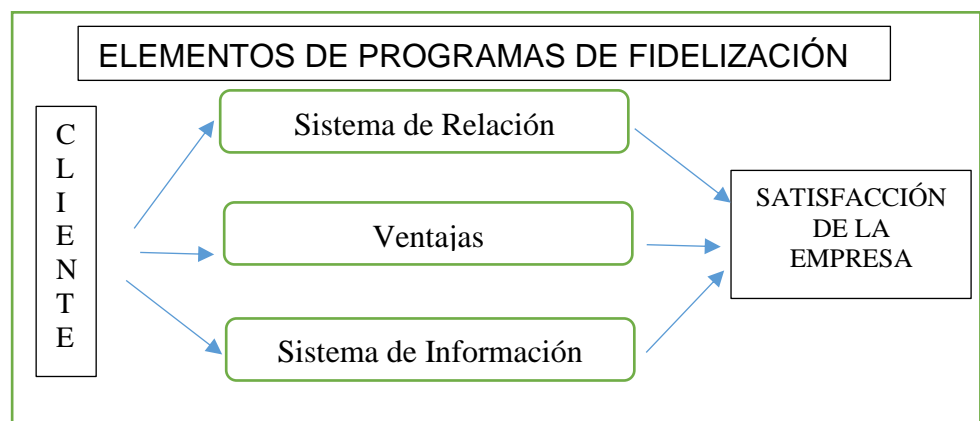 ELEMENTOS DE PROGRAMAS DE FIDELIZACIÓN
C
L
I
E
N
T
E
Sistema de Relación
Ventajas
Sistema de Información
SATISFACCIÓN
DE LA
EMPRESA